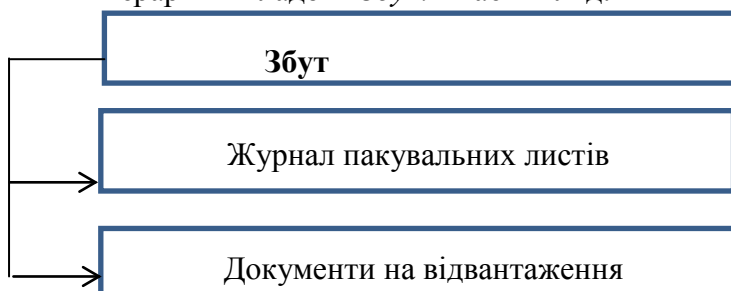 Збут
Журнал пакувальних листів
Документи на відвантаження